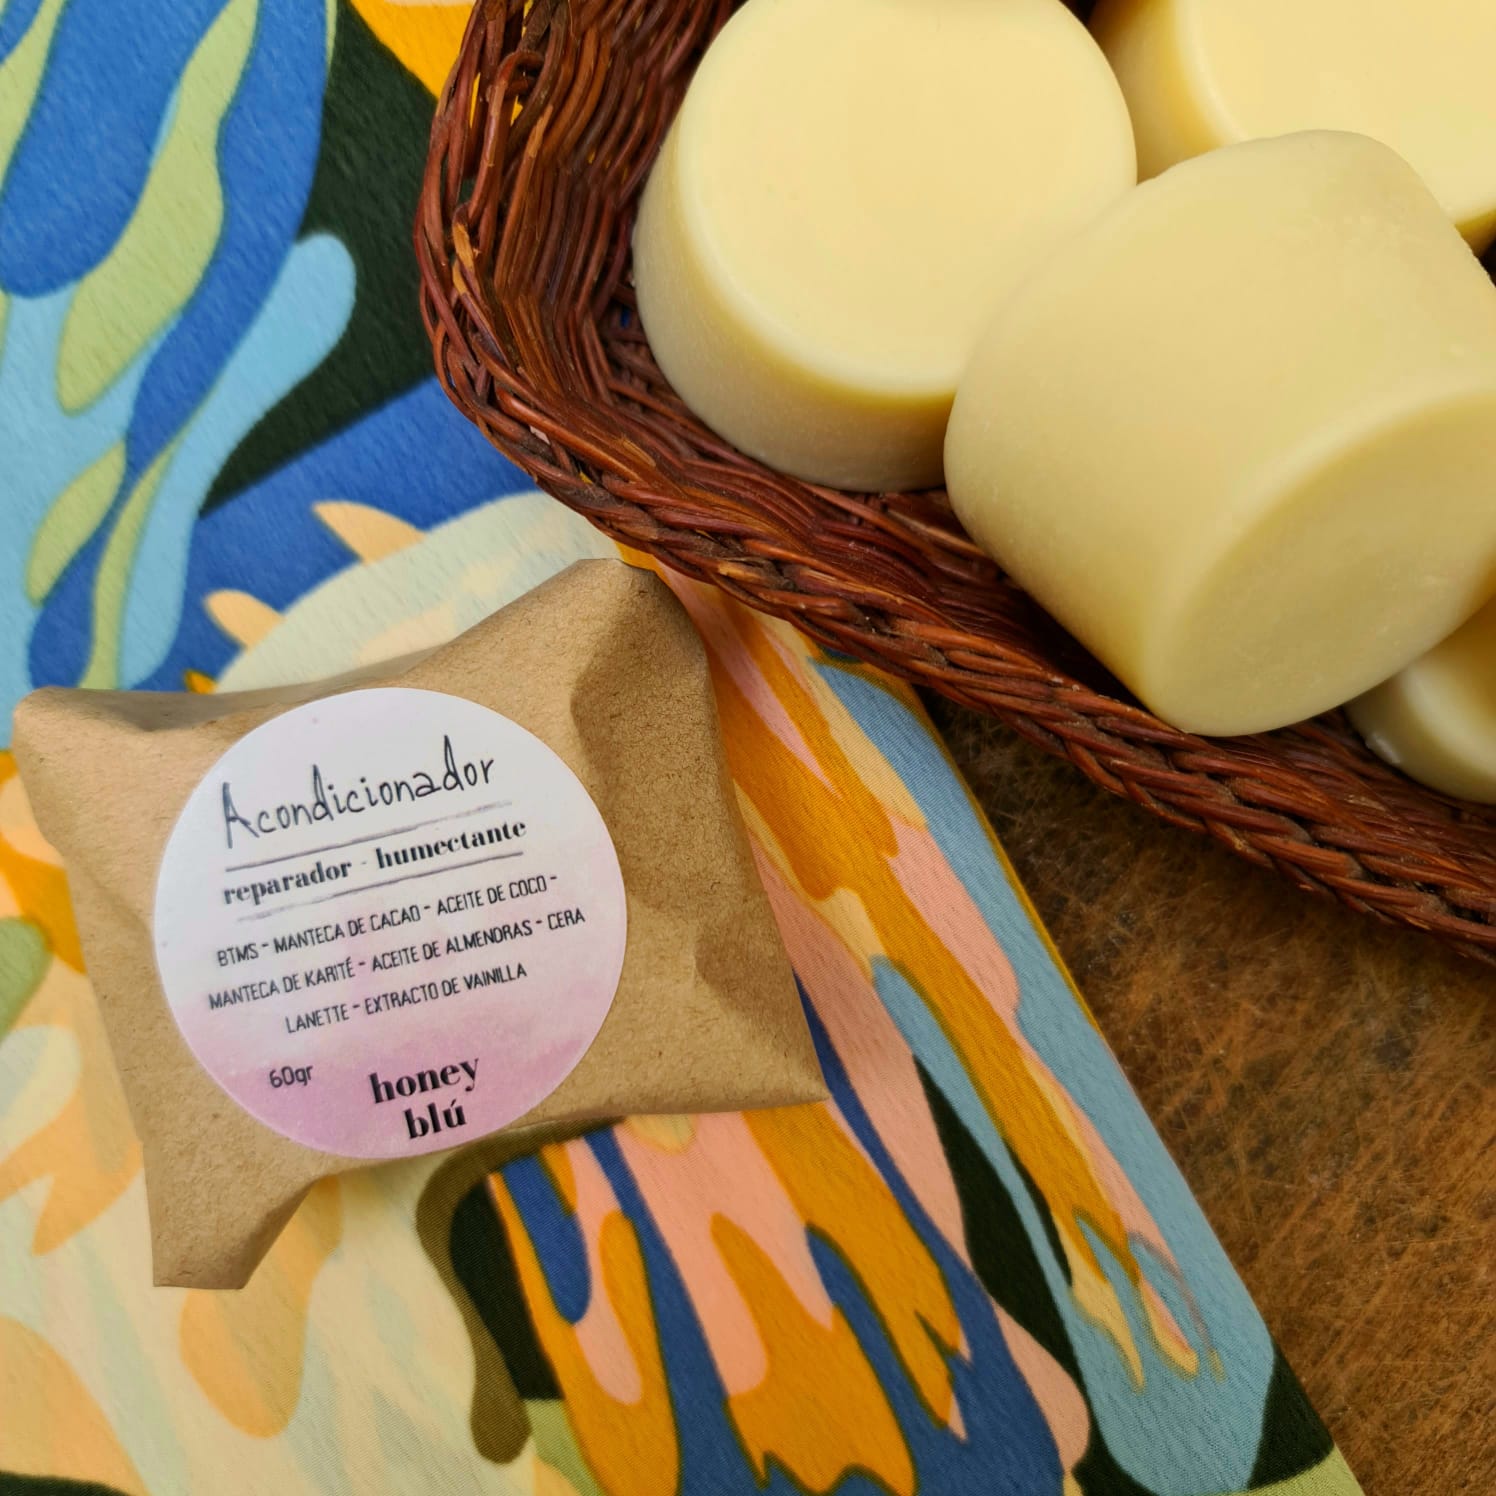 Acondicionador
reparador - humectante
BTMS - MANTECA DE CACAO - ACEITE DE COCO -
MANTECA DE KARITÉ - ACEITE DE ALMENDRAS - CERA
LANETTE - EXTRACTO DE VAINILLA
60gr
honey
blú